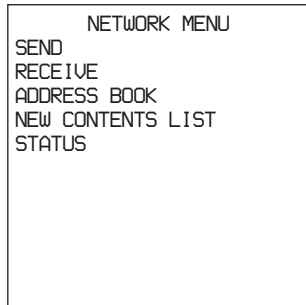 NETWORK MENU
SEND
RECEIVE
ADDRESS BOOK
NEW CONTENTS LIST
STATUS